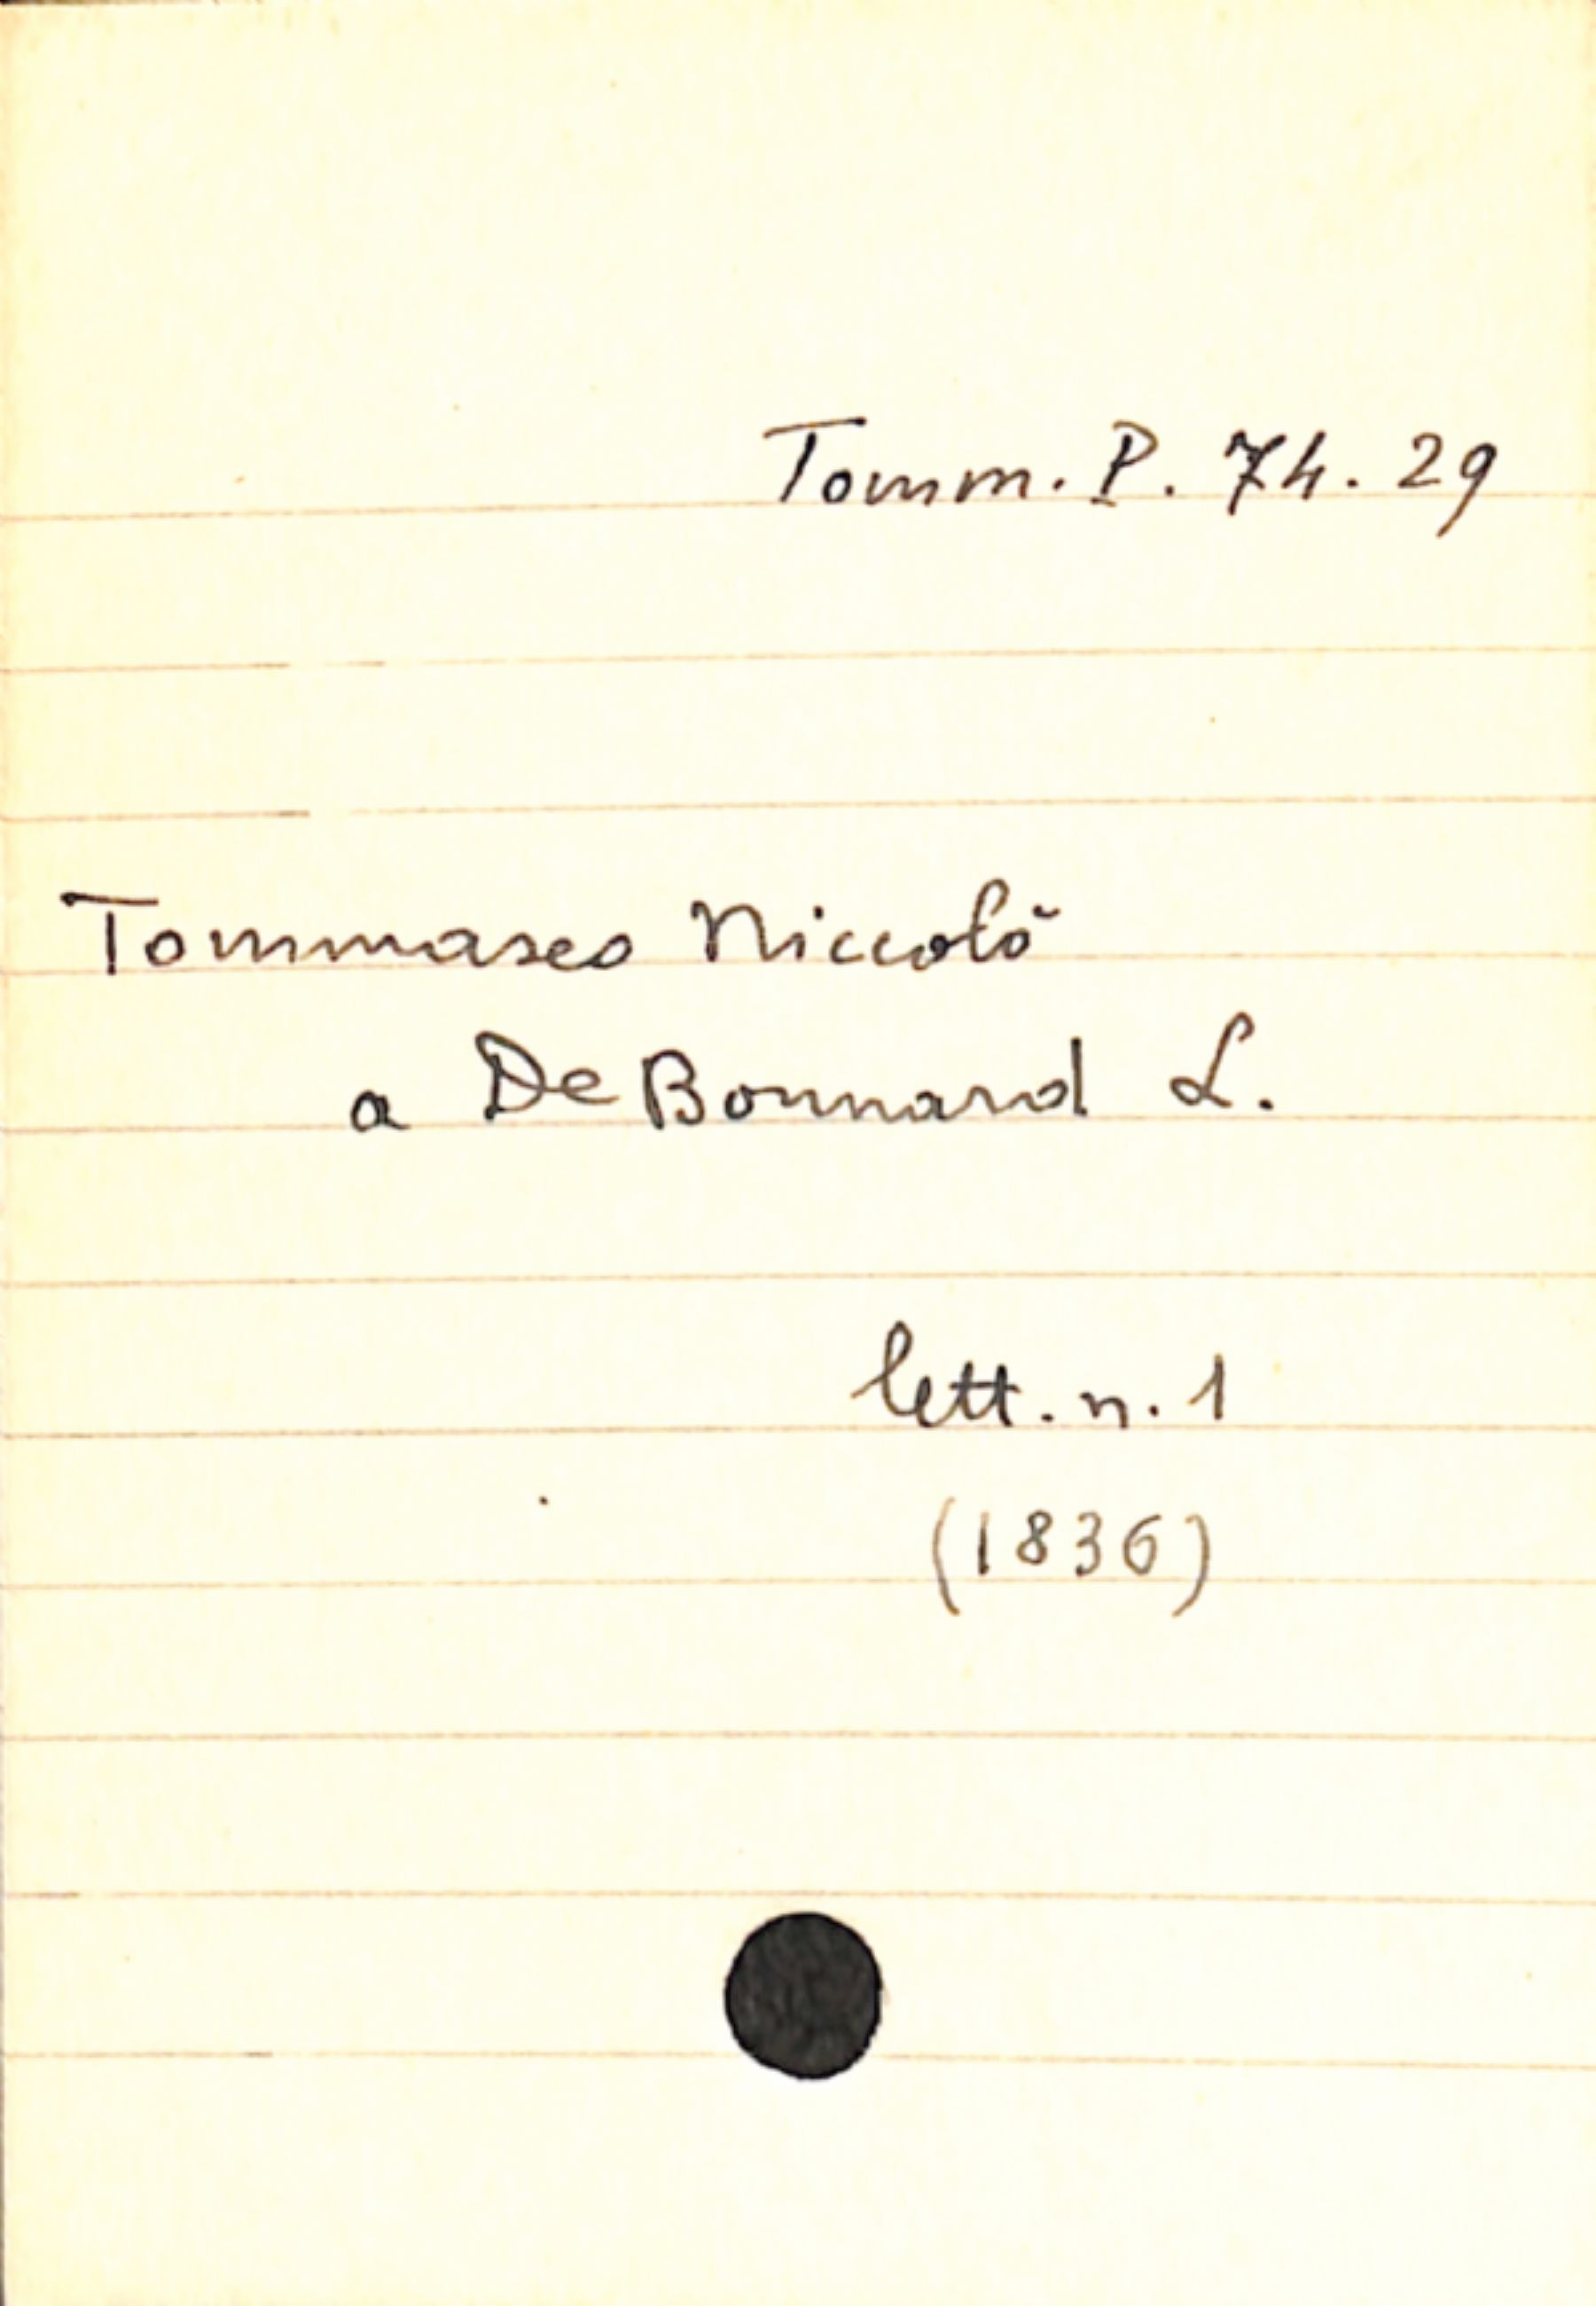 Tomm. P. 74. 29
Tommaseo Niccolò
a De Bonnard L.
lett. n. 1
(1836)